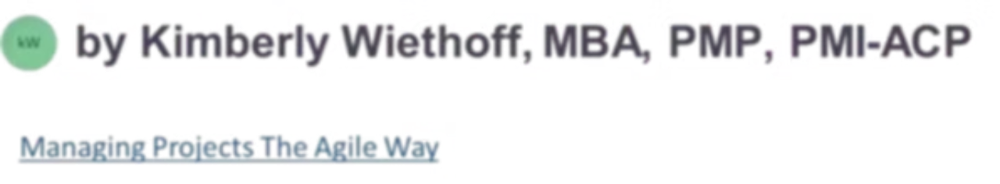 kW by Kimberly Wiethoff, MBA, PMP, PMI-ACP
Managing Projects The Agile Way